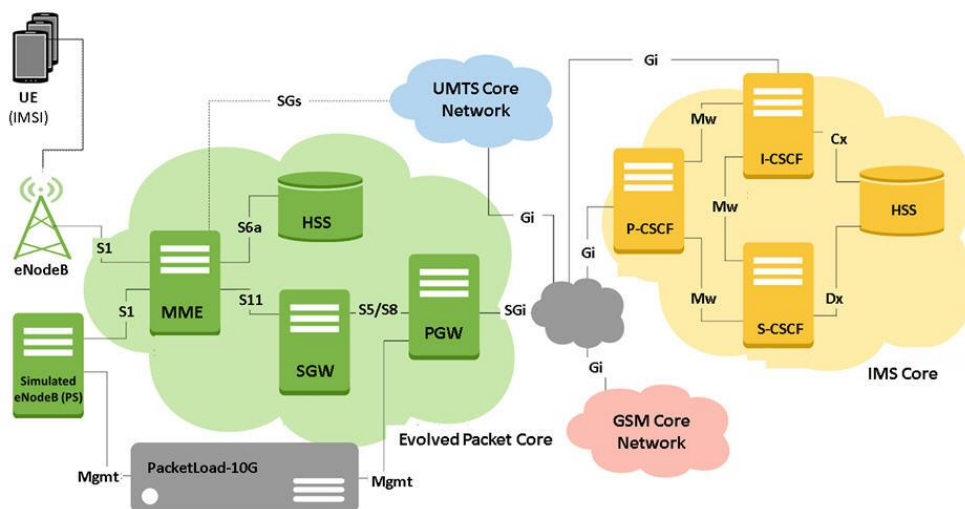 UE
(IMSI)
eNodeB
Simulated
eNodeB (PS)
S1
S1
Mgmt
PacketLoad-10G
Mgmt
MME
S6a
S11
HSS
SGW
S5/S8
PGW
Evolved Packet Core
SGs
UMTS Core
Network
Gi
SGi
Gi
Gi
Gi
GSM Core
Network
P-CSCF
Mw
Mw
Mw
I-CSCF
S-CSCF
Cx
Dx
HSS
IMS Core